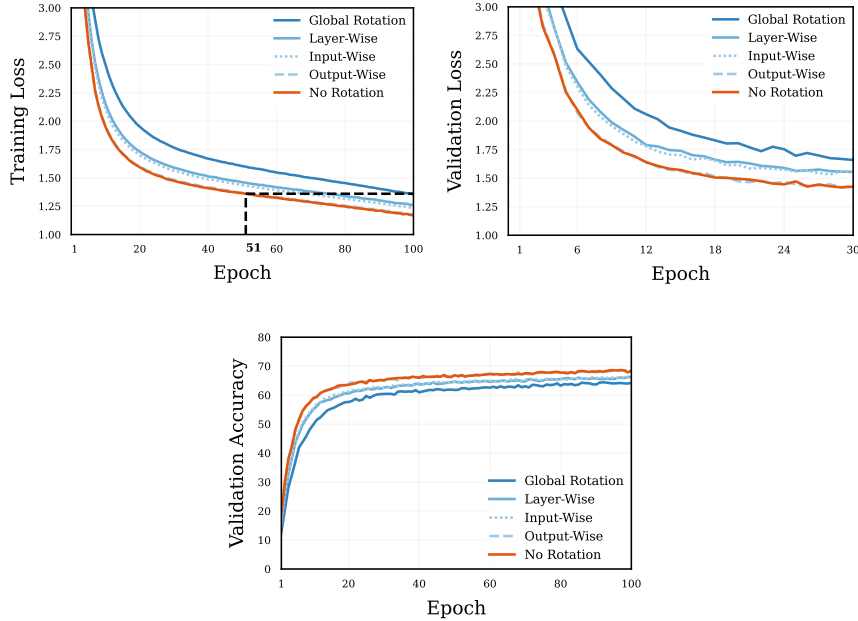 3.00
2.75
2.50
2.25
2.00
1.75
1.50
1.25
1.00
Training Loss
Global Rotation
Layer-Wise
Input-Wise
Output-Wise
No Rotation
1 20 40 51 60 80 100
Epoch
3.00
2.75
2.50
2.25
2.00
1.75
1.50
1.25
1.00
Validation Loss
Global Rotation
Layer-Wise
Input-Wise
Output-Wise
No Rotation
1 6 12 18 24 30
Epoch
80
70
60
50
40
30
20
10
0
Validation Accuracy
Global Rotation
Layer-Wise
Input-Wise
Output-Wise
No Rotation
1 20 40 60 80 100
Epoch